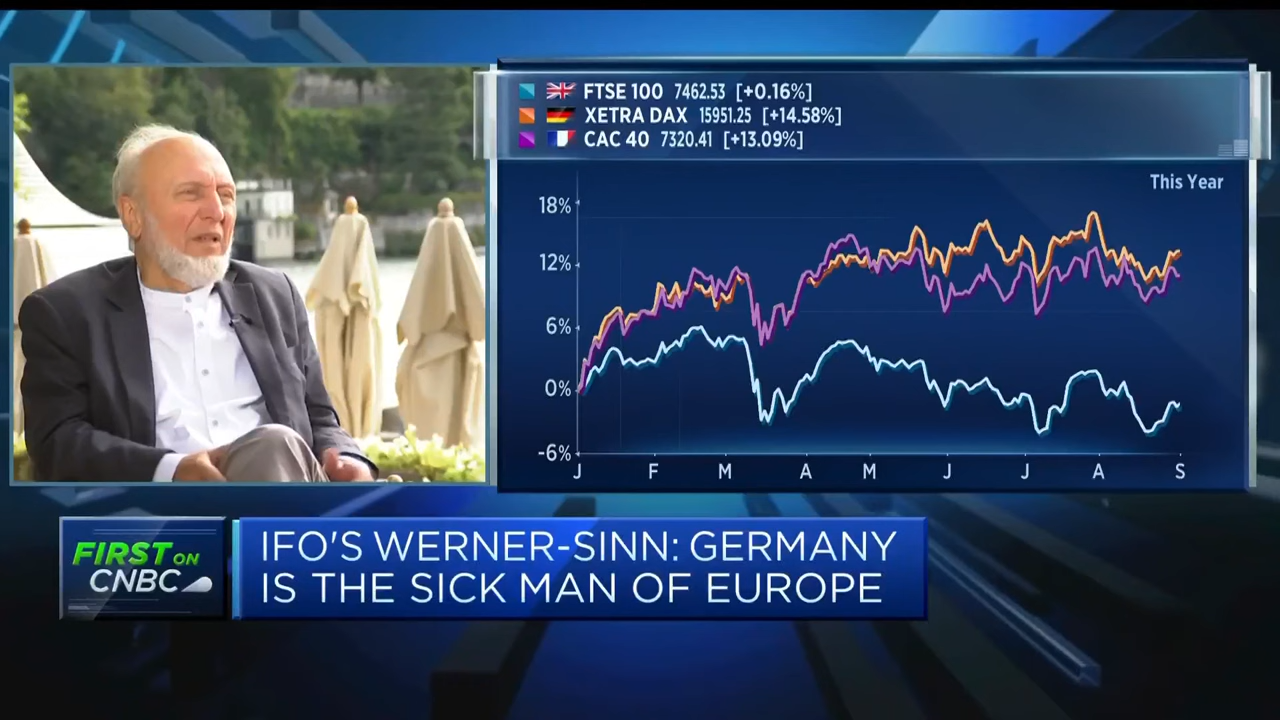 FTSE 100 7462.53 [+0.16%]
XETRA DAX 15951.25 [+14.58%]
CAC 40 7320.41 [+13.09%]
This Year
18%
12%
6%
0%
-6%
J F M A M J J A S
FIRST ON
CNBC
IFO'S WERNER-SINN: GERMANY
IS THE SICK MAN OF EUROPE